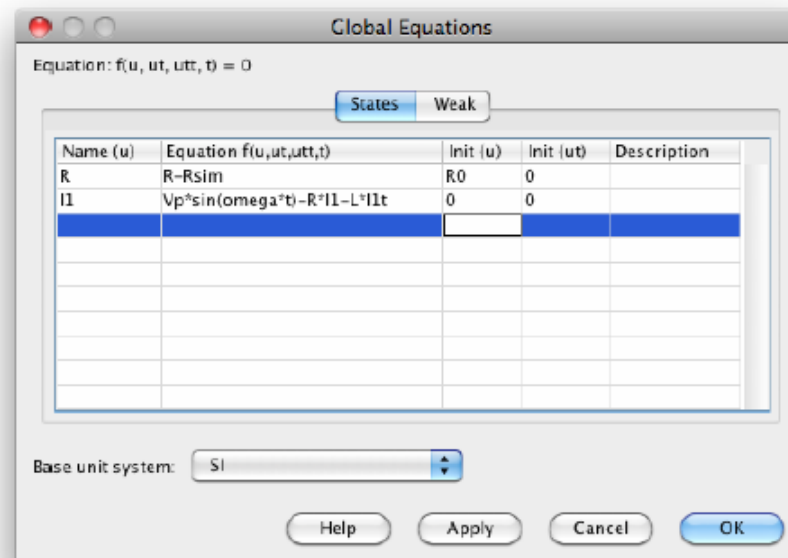 Global Equations
Equation: f(u, ut, utt, t) = 0
States Weak
Name (u) Equation f(u,ut,utt,t) Init (u) Init (ut) Description
R R-Rsim R0 0
I1 Vp*sin(omega*t)-R*I1-L*I1t 0 0
Base unit system: SI
Help Apply Cancel OK